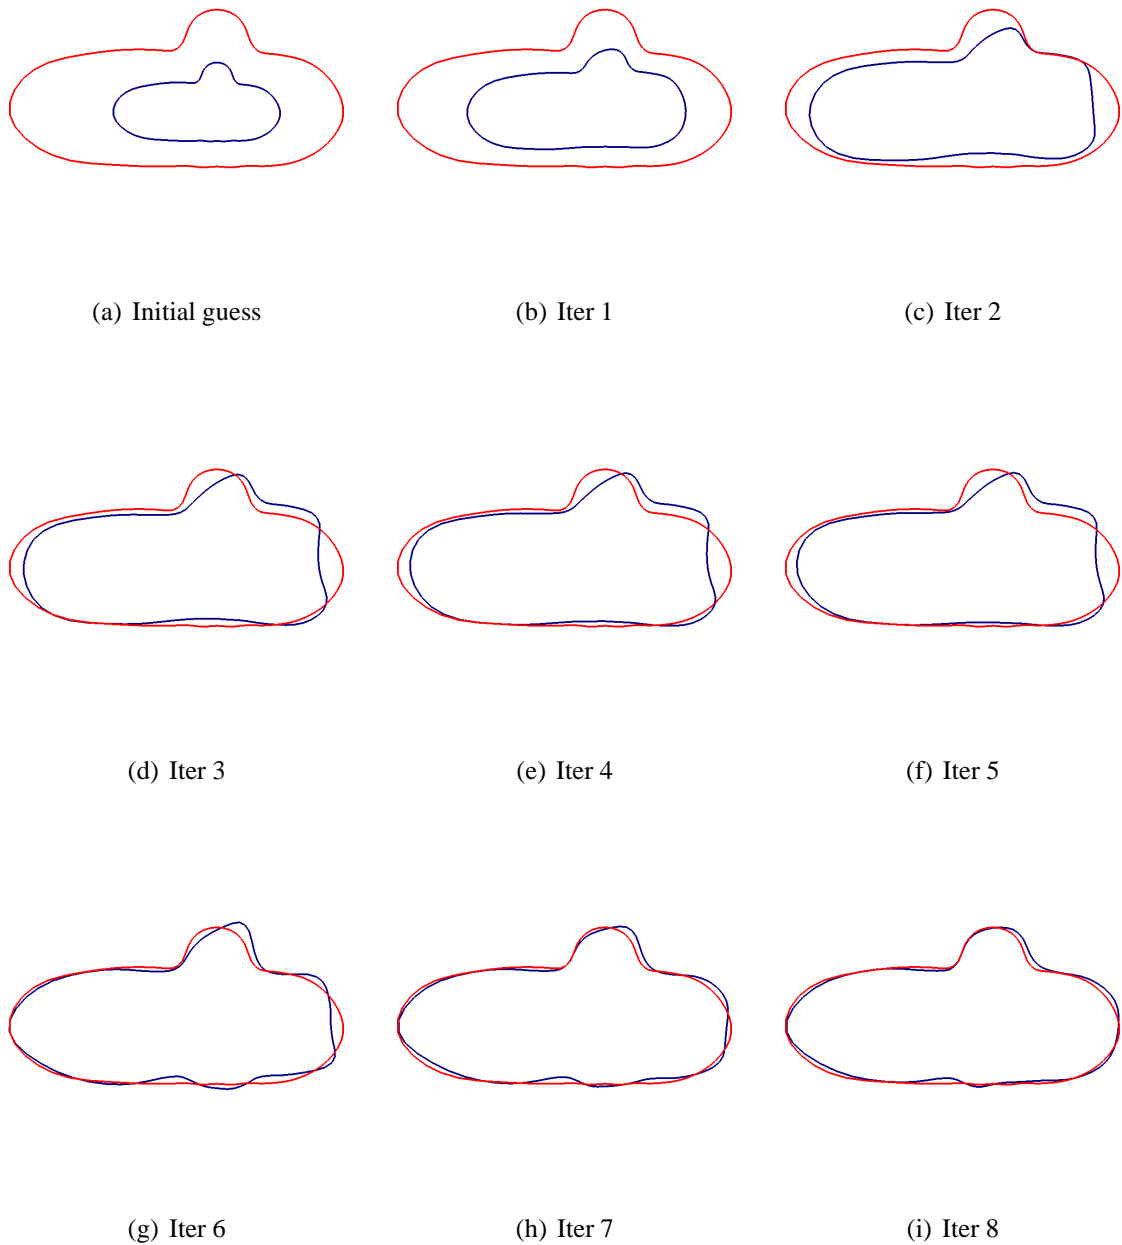 (a) Initial guess
(b) Iter 1
(c) Iter 2
(d) Iter 3
(e) Iter 4
(f) Iter 5
(g) Iter 6
(h) Iter 7
(i) Iter 8